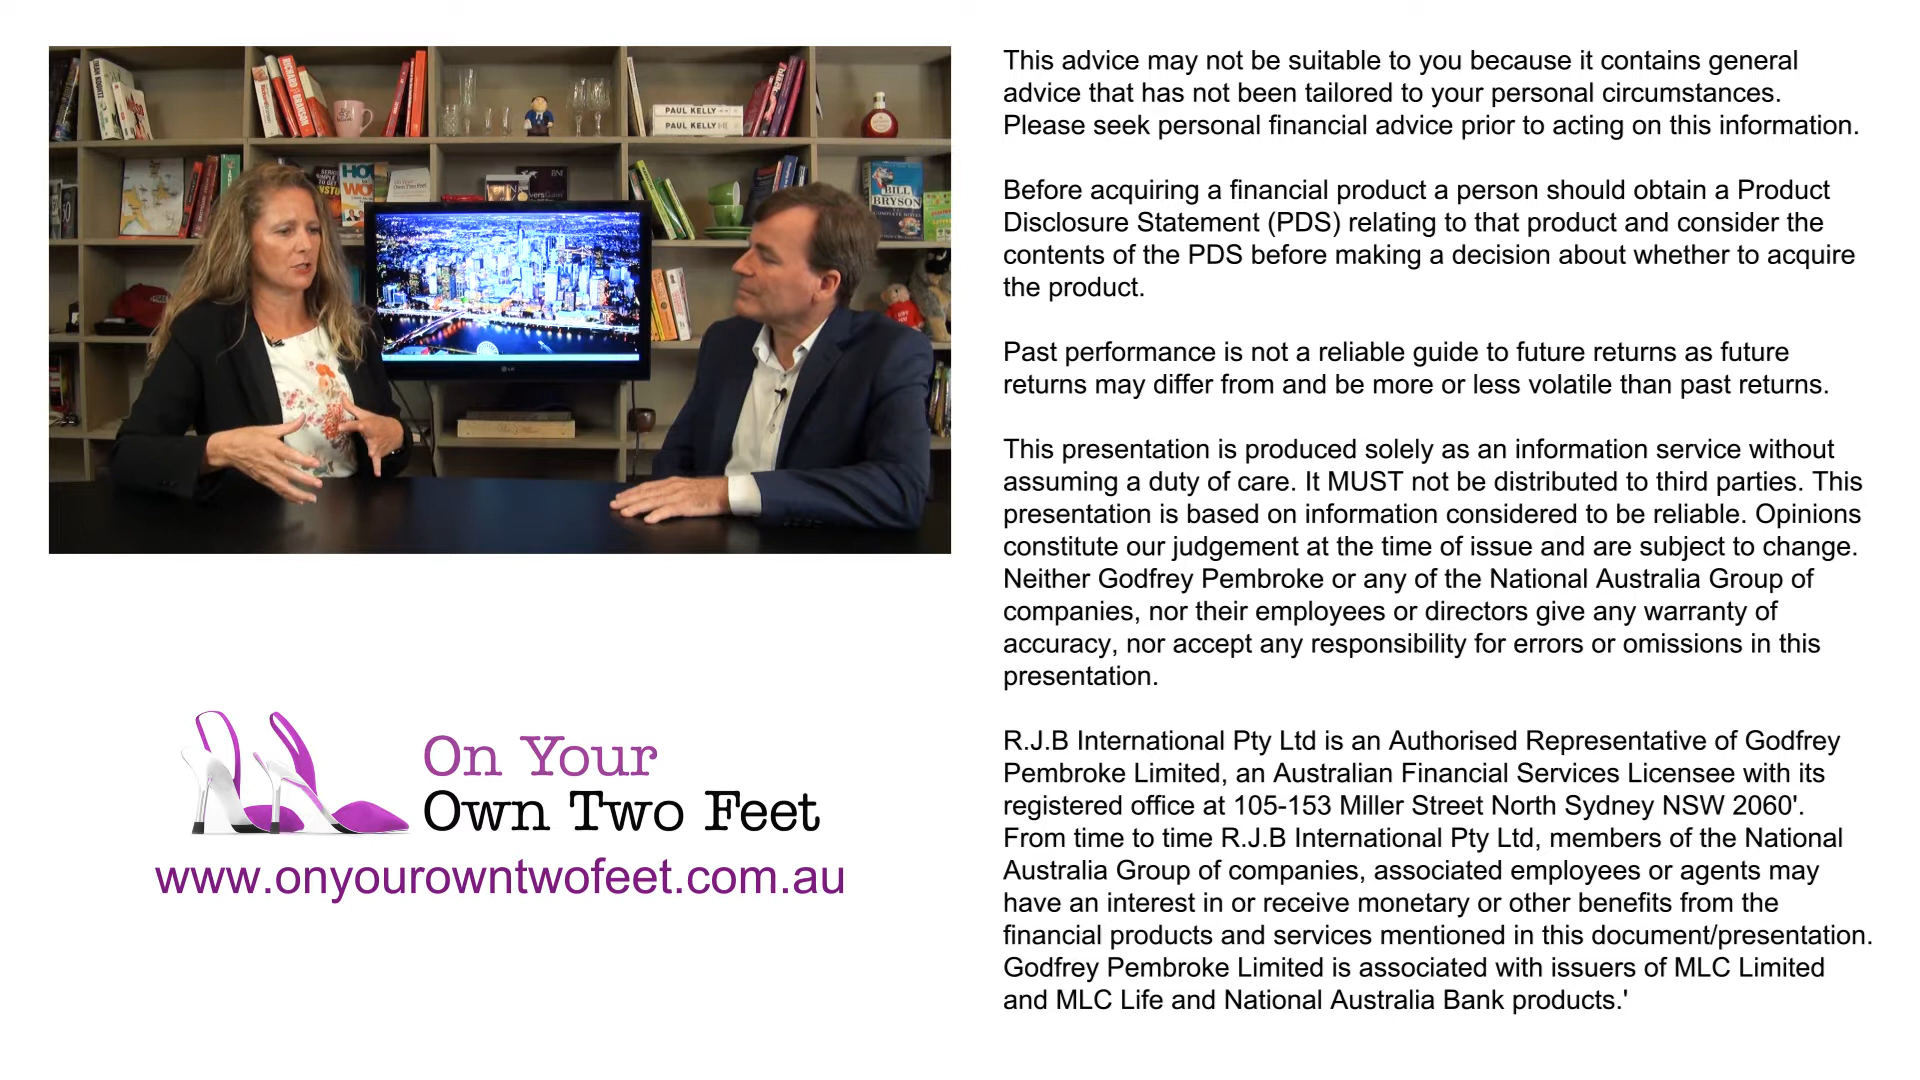 RICHARD BRANSON
PAUL KELLY
PAUL KELLY
Own Two Feet
BNI
BILL
BRYSON
LG
On Your
Own Two Feet
www.onyourowntwofeet.com.au
This advice may not be suitable to you because it contains general
advice that has not been tailored to your personal circumstances.
Please seek personal financial advice prior to acting on this information.
Before acquiring a financial product a person should obtain a Product
Disclosure Statement (PDS) relating to that product and consider the
contents of the PDS before making a decision about whether to acquire
the product.
Past performance is not a reliable guide to future returns as future
returns may differ from and be more or less volatile than past returns.
This presentation is produced solely as an information service without
assuming a duty of care. It MUST not be distributed to third parties. This
presentation is based on information considered to be reliable. Opinions
constitute our judgement at the time of issue and are subject to change.
Neither Godfrey Pembroke or any of the National Australia Group of
companies, nor their employees or directors give any warranty of
accuracy, nor accept any responsibility for errors or omissions in this
presentation.
R.J.B International Pty Ltd is an Authorised Representative of Godfrey
Pembroke Limited, an Australian Financial Services Licensee with its
registered office at 105-153 Miller Street North Sydney NSW 2060'.
From time to time R.J.B International Pty Ltd, members of the National
Australia Group of companies, associated employees or agents may
have an interest in or receive monetary or other benefits from the
financial products and services mentioned in this document/presentation.
Godfrey Pembroke Limited is associated with issuers of MLC Limited
and MLC Life and National Australia Bank products.'